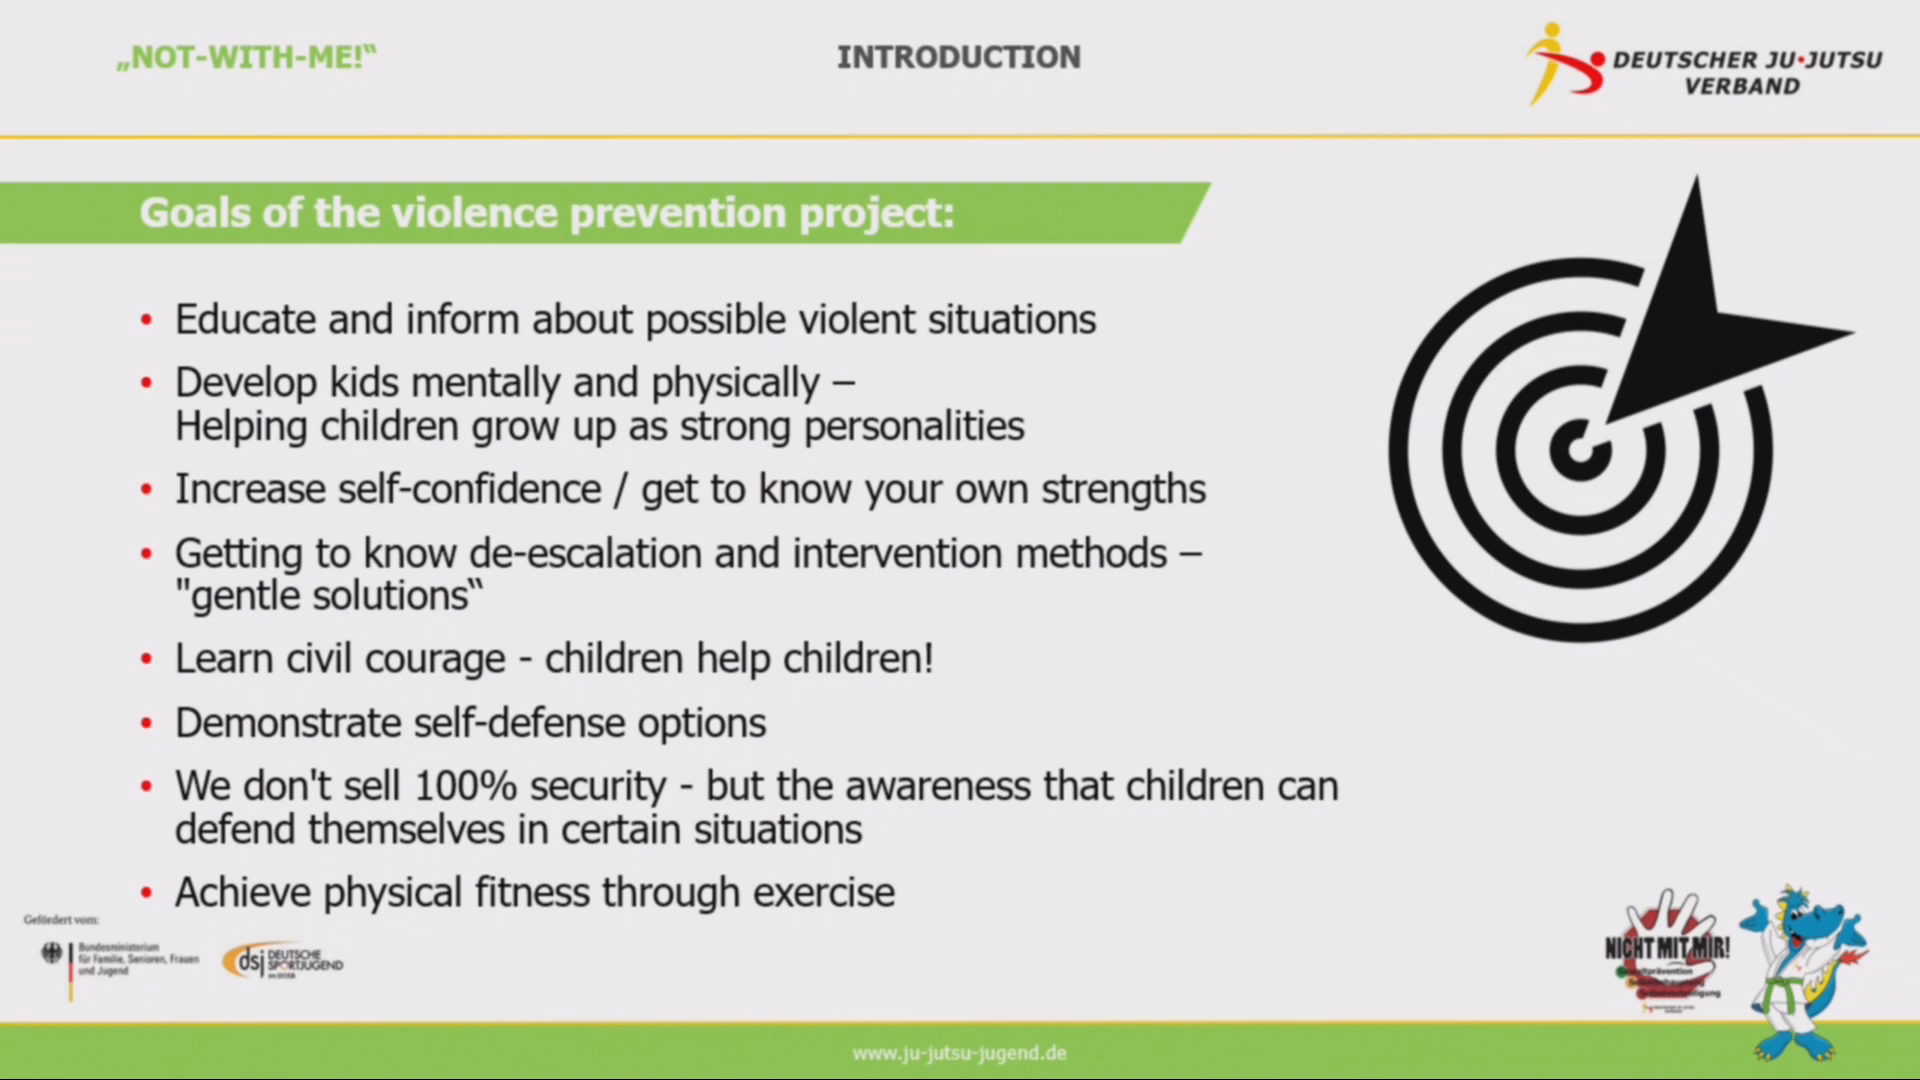 „NOT-WITH-ME!“
INTRODUCTION
DEUTSCHER JU•JUTSU
VERBAND
Goals of the violence prevention project:
• Educate and inform about possible violent situations
• Develop kids mentally and physically –
Helping children grow up as strong personalities
• Increase self-confidence / get to know your own strengths
• Getting to know de-escalation and intervention methods –
"gentle solutions“
• Learn civil courage - children help children!
• Demonstrate self-defense options
• We don't sell 100% security - but the awareness that children can
defend themselves in certain situations
• Achieve physical fitness through exercise
Gefördert vom:
Bundesministerium
für Familie, Senioren, Frauen
und Jugend
dsj DEUTSCHE
SPORTJUGEND
im DOSB
NICHT MIT MIR!
Gewaltprävention
www.ju-jutsu-jugend.de